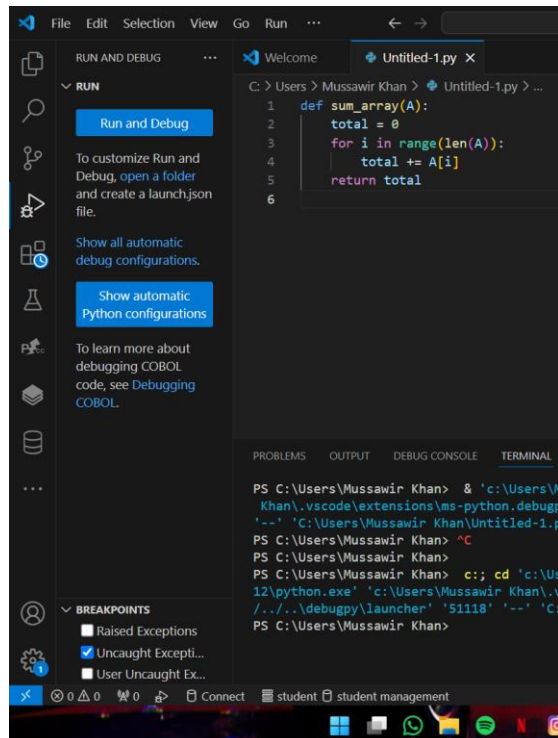 File Edit Selection View Go Run ... ← →
RUN AND DEBUG ...
RUN
Run and Debug
To customize Run and
Debug, open a folder
and create a launch.json
file.
Show all automatic
debug configurations.
Show automatic
Python configurations
To learn more about
debugging COBOL
code, see Debugging
COBOL.
BREAKPOINTS
Raised Exceptions
Uncaught Excepti...
User Uncaught Ex...
Welcome Untitled-1.py ×
C: > Users > Mussawir Khan > Untitled-1.py > ...
1 def sum_array(A):
2 total = 0
3 for i in range(len(A)):
4 total += A[i]
5 return total
6
PROBLEMS OUTPUT DEBUG CONSOLE TERMINAL
PS C:\Users\Mussawir Khan> & 'c:\Users\M
Khan\.vscode\extensions\ms-python.debugp
'--' 'C:\Users\Mussawir Khan\Untitled-1.p
PS C:\Users\Mussawir Khan> ^C
PS C:\Users\Mussawir Khan>
PS C:\Users\Mussawir Khan> c:; cd 'c:\Us
12\python.exe' 'c:\Users\Mussawir Khan\.v
/../..\debugpy\launcher' '51118' '--' 'C:
PS C:\Users\Mussawir Khan>
0 0 0 Connect student student management